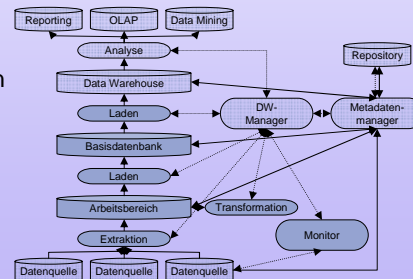 Reporting OLAP Data Mining
Analyse
Repository
n
Data Warehouse
Laden
DW-
Manager
Metadaten-
manager
Basisdatenbank
Laden
Arbeitsbereich
Transformation
Extraktion
Monitor
Datenquelle Datenquelle Datenquelle